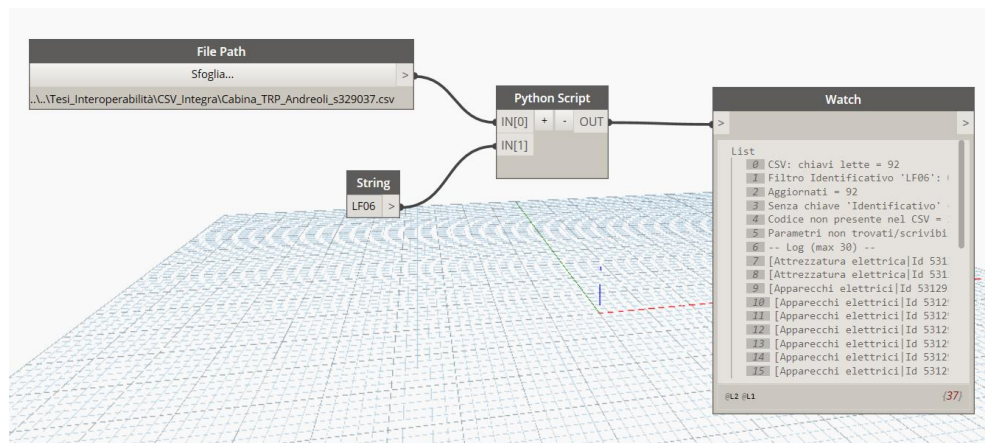 File Path
Sfoglia...
>
..\..\Tesi_Interoperabilità\CSV_Integra\Cabina_TRP_Andreoli_s329037.csv
String
LF06 >
Python Script
IN[0] + - OUT
IN[1]
Watch
> >
List
0 CSV: chiavi lette = 92
1 Filtro Identificativo 'LF06':
2 Aggiornati = 92
3 Senza chiave 'Identificativo'
4 Codice non presente nel CSV =
5 Parametri non trovati/scrivibi
6 -- Log (max 30) --
7 [Attrezzatura elettrica|Id 531
8 [Attrezzatura elettrica|Id 531
9 [Apparecchi elettrici|Id 53129
10 [Apparecchi elettrici|Id 5312
11 [Apparecchi elettrici|Id 5312
12 [Apparecchi elettrici|Id 5312
13 [Apparecchi elettrici|Id 5312
14 [Apparecchi elettrici|Id 5312
15 [Apparecchi elettrici|Id 5312
@L2 @L1 {37}